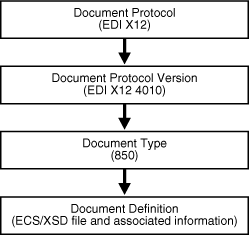 Document Protocol
(EDI X12)
Document Protocol Version
(EDI X12 4010)
Document Type
(850)
Document Definition
(ECS/XSD file and associated information)